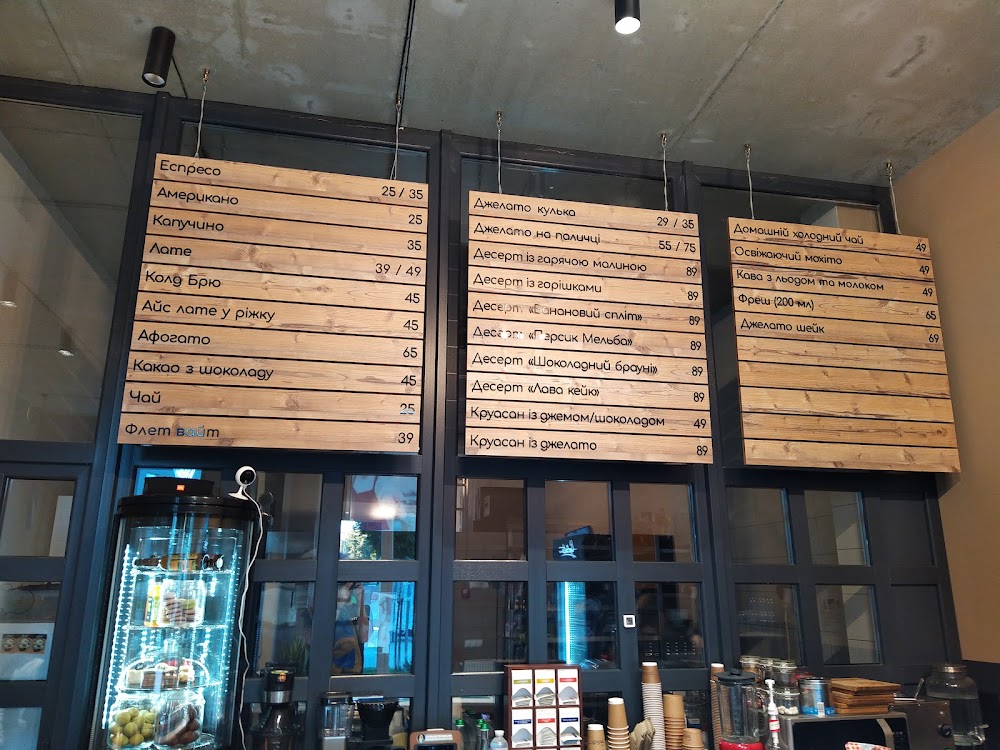 Еспресо 25 / 35
Американо 25
Капучино 35
Лате 39 / 49
Колд Брю 45
Айс лате у ріжку 45
Афогато 65
Какао з шоколаду 45
Чай 25
Флет вайт 39
Джелато кулька 29 / 35
Джелато на паличці 55 / 75
Десерт із гарячою малиною 89
Десерт із горішками 89
Десерт «Банановий спліт» 89
Десерт «Персик Мельба» 89
Десерт «Шоколадний брауні» 89
Десерт «Лава кейк» 89
Круасан із джемом/шоколадом 49
Круасан із джелато 89
Домашній холодний чай 49
Освіжаючий мохіто 49
Кава з льодом та молоком 49
Фреш (200 мл) 65
Джелато шейк 69